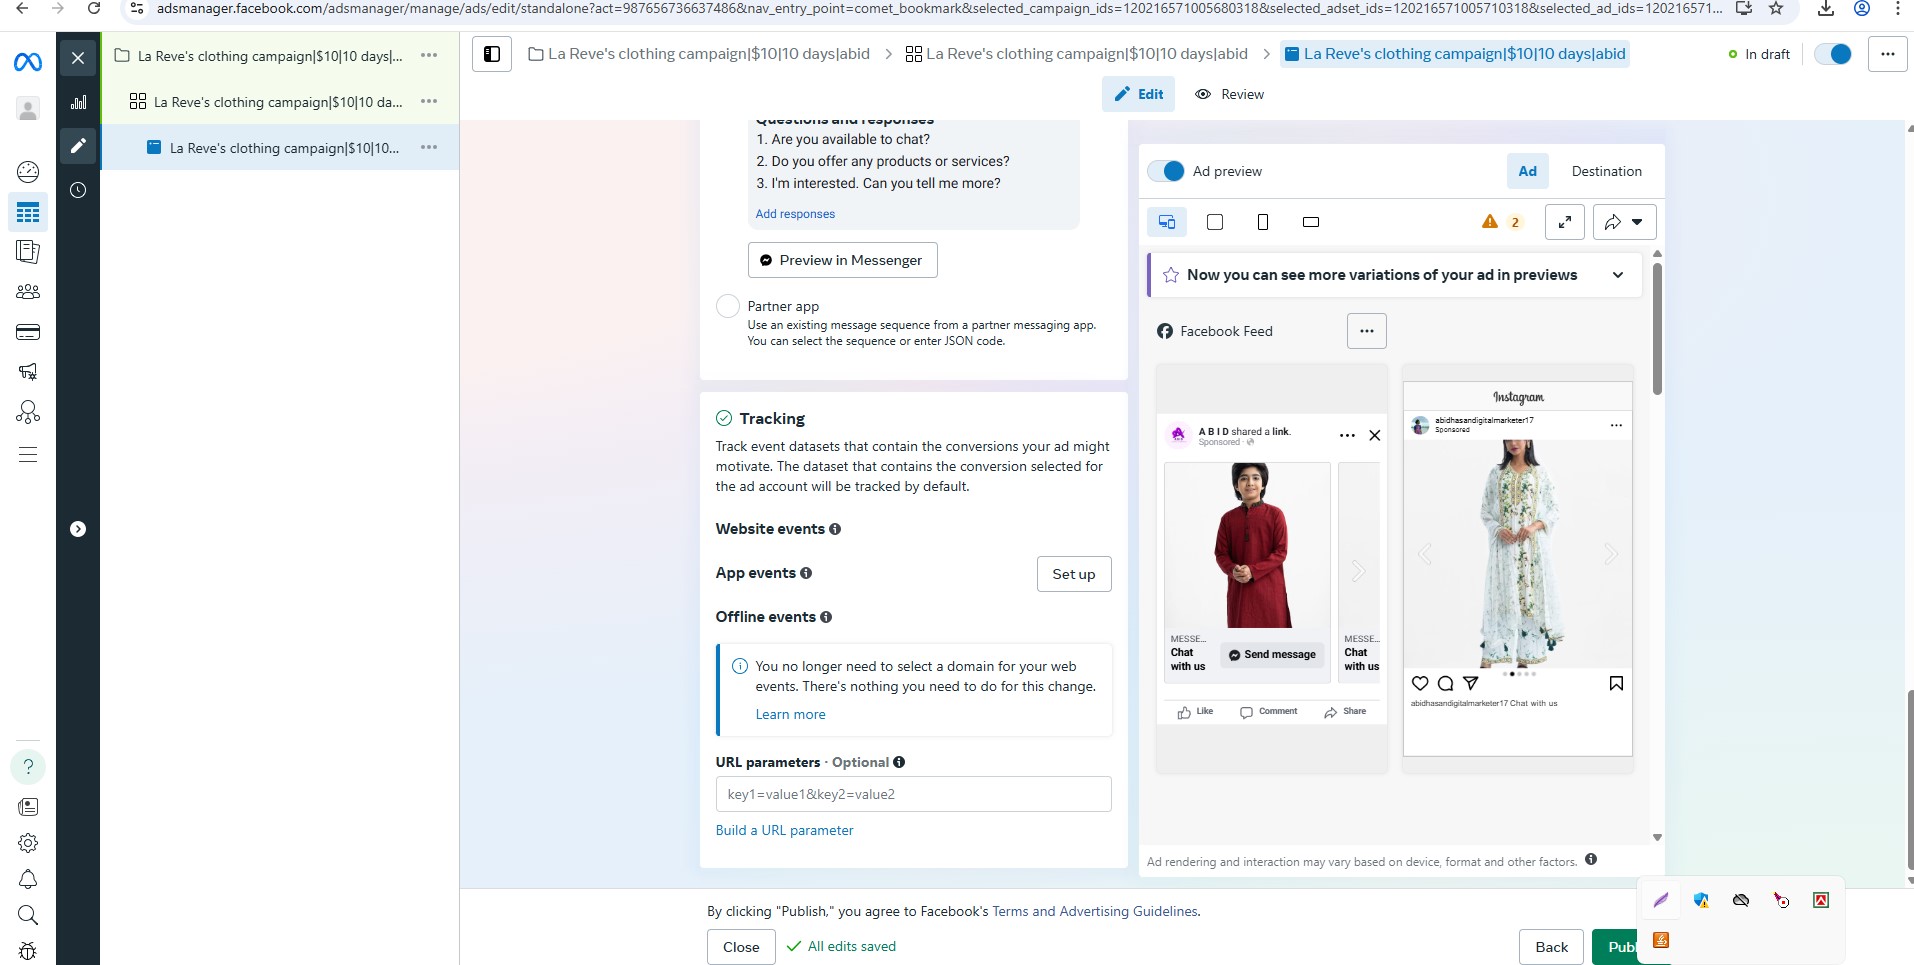 adsmanager.facebook.com/adsmanager/manage/ads/edit/standalone?act=987656736637486&nav_entry_point=comet_bookmark&selected_campaign_ids=120216571005680318&selected_adset_ids=120216571005710318&selected_ad_ids=120216571...
La Reve's clothing campaign|$10|10 days|...
La Reve's clothing campaign|$10|10 da...
La Reve's clothing campaign|$10|10...
La Reve's clothing campaign|$10|10 days|abid
La Reve's clothing campaign|$10|10 days|abid
La Reve's clothing campaign|$10|10 days|abid
In draft
Edit
Review
Questions and responses
1. Are you available to chat?
2. Do you offer any products or services?
3. I'm interested. Can you tell me more?
Add responses
Preview in Messenger
Partner app
Use an existing message sequence from a partner messaging app.
You can select the sequence or enter JSON code.
Tracking
Track event datasets that contain the conversions your ad might
motivate. The dataset that contains the conversion selected for
the ad account will be tracked by default.
Website events
App events
Set up
Offline events
You no longer need to select a domain for your web
events. There's nothing you need to do for this change.
Learn more
URL parameters · Optional
key1=value1&key2=value2
Build a URL parameter
Ad preview
Ad
Destination
2
Now you can see more variations of your ad in previews
Facebook Feed
A B I D shared a link.
Sponsored ·
MESSE...
Chat
with us
Send message
MESSE...
Chat
with us
Like
Comment
Share
Instagram
abidhasandigitalmarketer17
Sponsored
abidhasandigitalmarketer17 Chat with us
Ad rendering and interaction may vary based on device, format and other factors.
By clicking "Publish," you agree to Facebook's Terms and Advertising Guidelines.
Close
All edits saved
Back
Publ